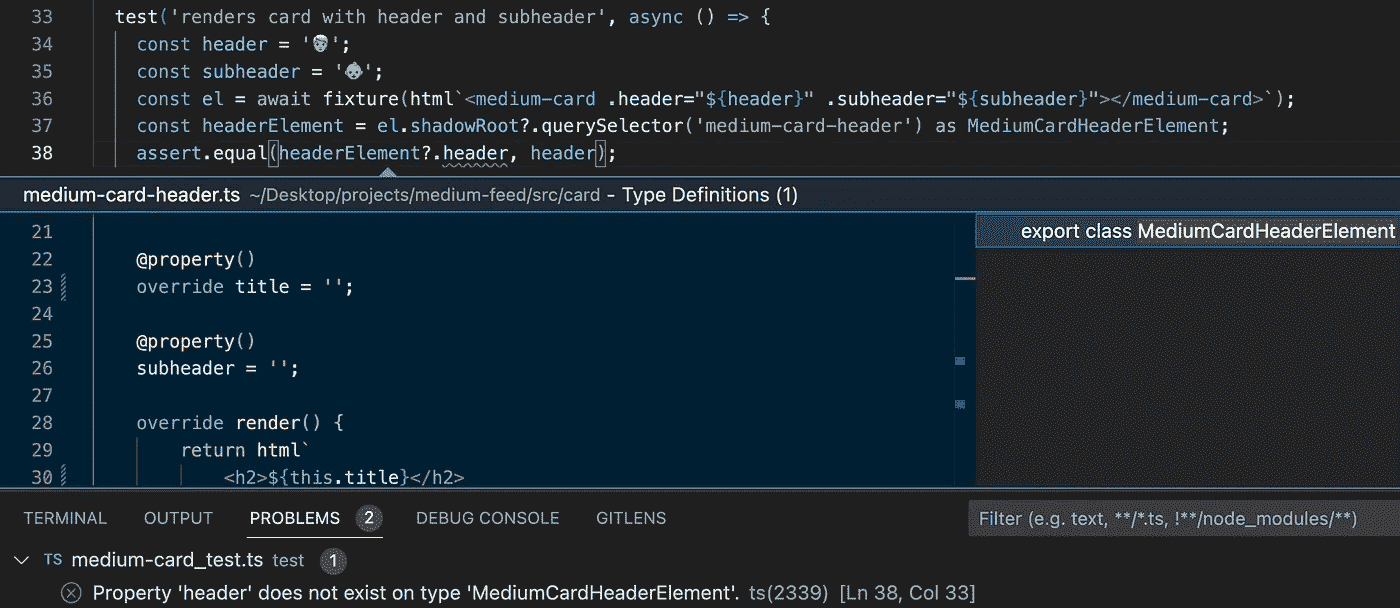 33 test('renders card with header and subheader', async () => {
34 const header = '👨🏼‍🦳';
35 const subheader = '👶';
36 const el = await fixture(html`<medium-card .header="${header}" .subheader="${subheader}"></medium-card>`);
37 const headerElement = el.shadowRoot?.querySelector('medium-card-header') as MediumCardHeaderElement;
38 assert.equal(headerElement?.header, header);
medium-card-header.ts ~/Desktop/projects/medium-feed/src/card - Type Definitions (1)
21
export class MediumCardHeaderElement
22 @property()
23 override title = '';
24
25 @property()
26 subheader = '';
27
28 override render() {
29 return html`
30 <h2>${this.title}</h2>
TERMINAL OUTPUT PROBLEMS 2 DEBUG CONSOLE GITLENS Filter (e.g. text, **/*.ts, !**/node_modules/**)
TS medium-card_test.ts test 1
Property 'header' does not exist on type 'MediumCardHeaderElement'. ts(2339) [Ln 38, Col 33]